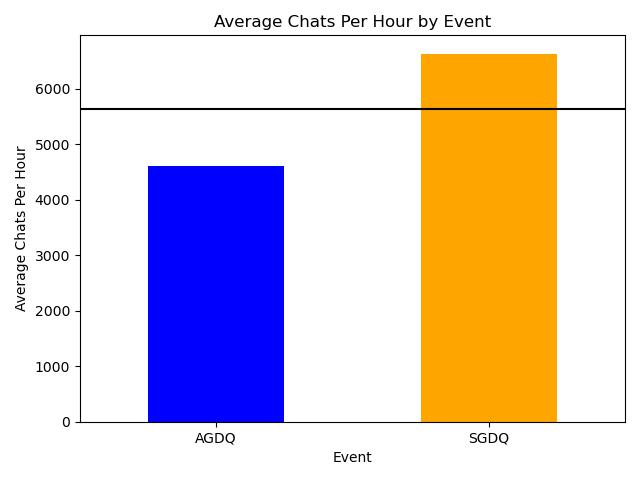 Average Chats Per Hour by Event
Average Chats Per Hour
6000
5000
4000
3000
2000
1000
0
AGDQ
SGDQ
Event